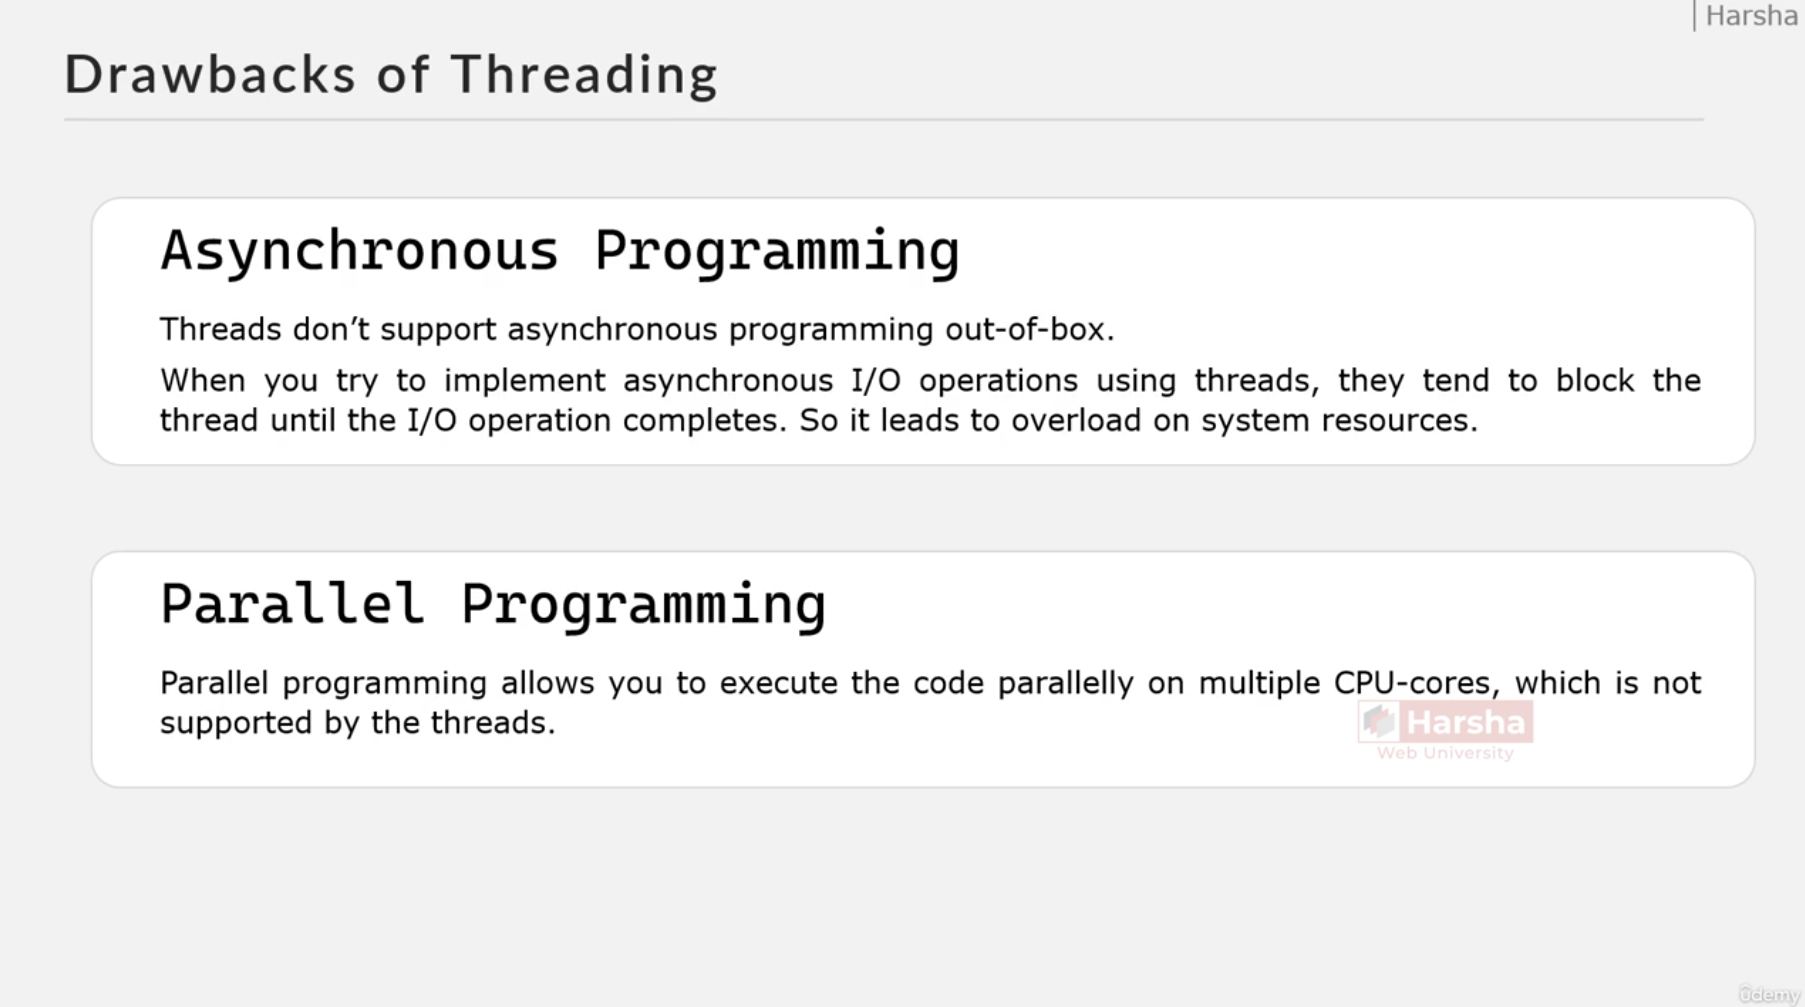 | Harsha
Drawbacks of Threading
Asynchronous Programming
Threads don’t support asynchronous programming out-of-box.
When you try to implement asynchronous I/O operations using threads, they tend to block the
thread until the I/O operation completes. So it leads to overload on system resources.
Parallel Programming
Parallel programming allows you to execute the code parallelly on multiple CPU-cores, which is not
supported by the threads.
Harsha
Web University
ûdemy